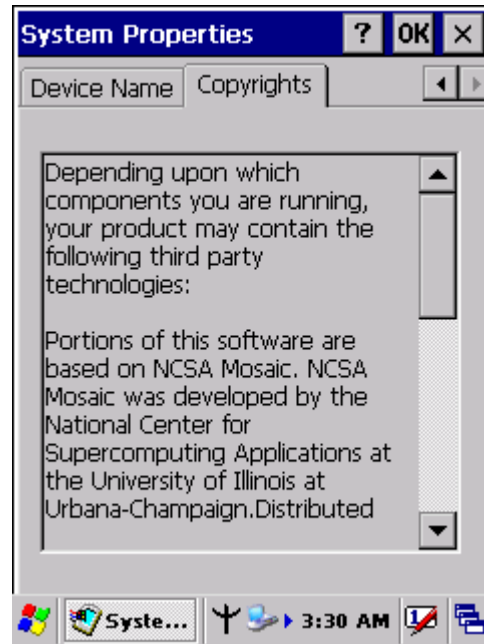 System Properties ? OK ×
Device Name Copyrights
Depending upon which
components you are running,
your product may contain the
following third party
technologies:
Portions of this software are
based on NCSA Mosaic. NCSA
Mosaic was developed by the
National Center for
Supercomputing Applications at
the University of Illinois at
Urbana-Champaign.Distributed
Syste... 3:30 AM 1